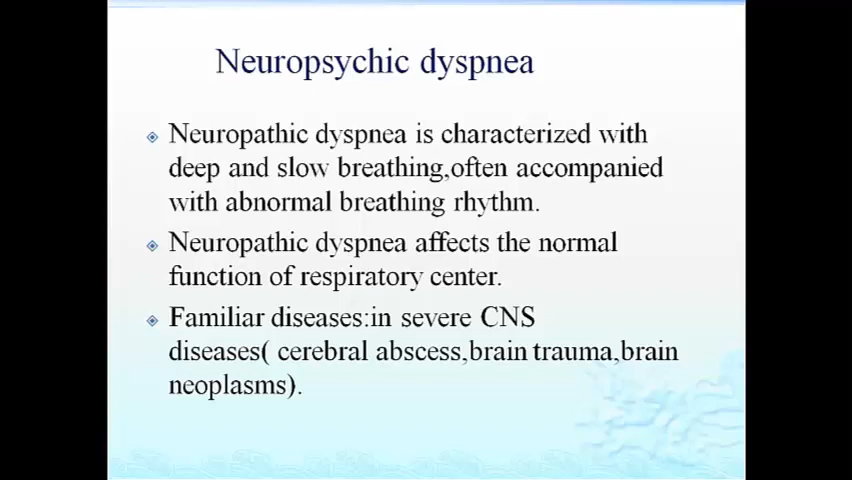 Neuropsychic dyspnea
Neuropathic dyspnea is characterized with
deep and slow breathing,often accompanied
with abnormal breathing rhythm.
Neuropathic dyspnea affects the normal
function of respiratory center.
Familiar diseases:in severe CNS
diseases( cerebral abscess,brain trauma,brain
neoplasms).